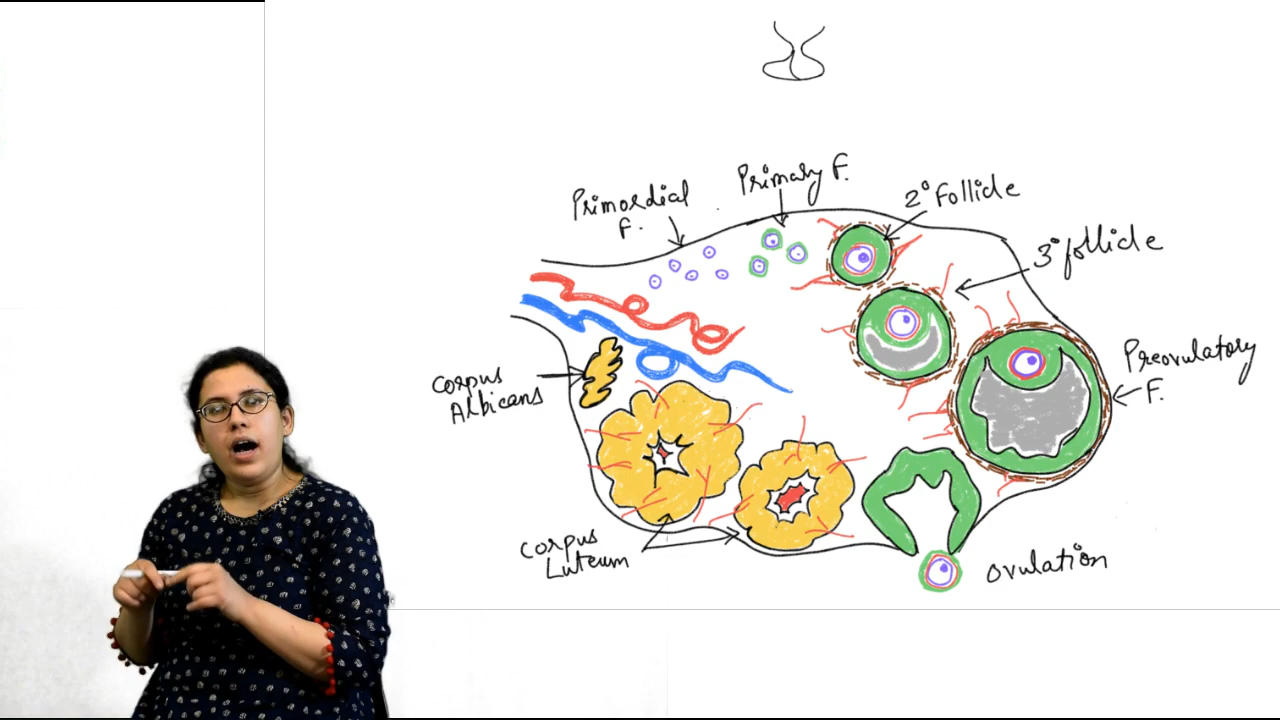 Primordial
F.
Primary F.
2° Follicle
3° follicle
Preovulatory
F.
Corpus
Albicans
Corpus
Luteum
Ovulation